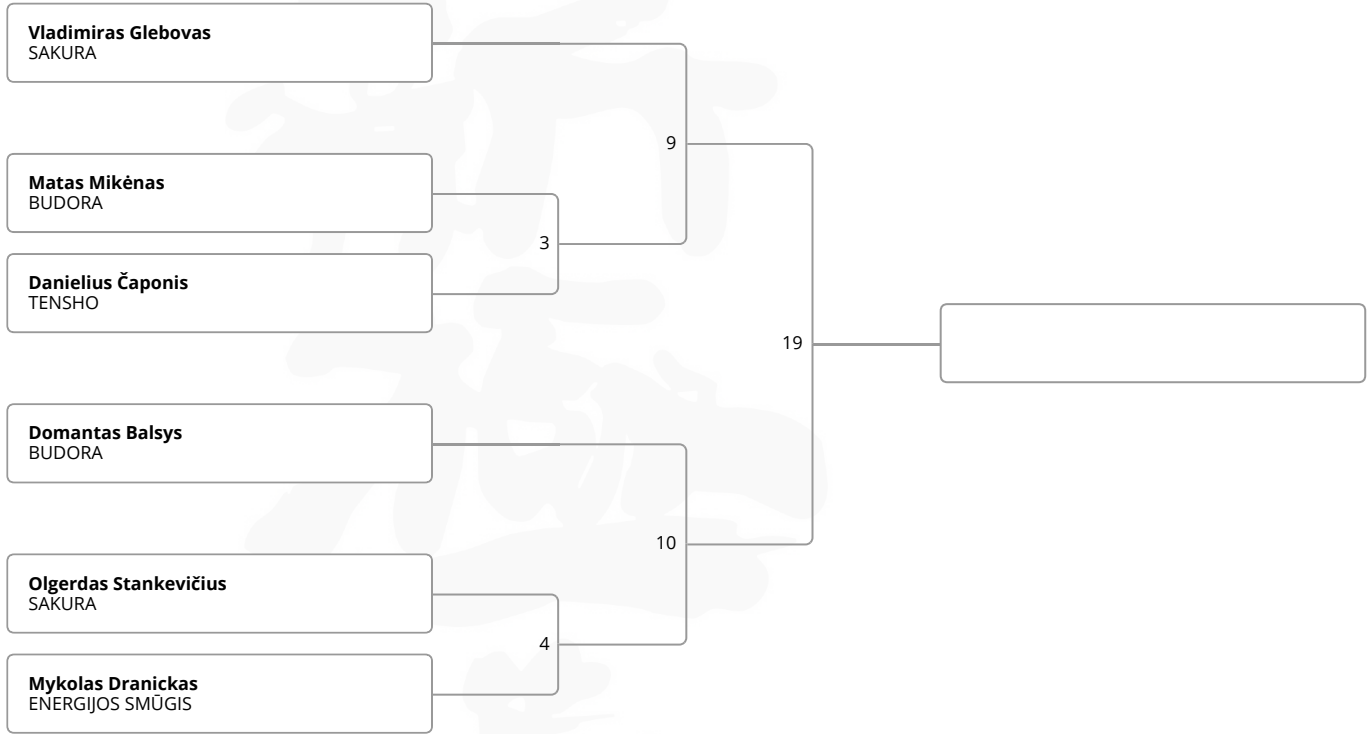 Vladimiras Glebovas
SAKURA
9
Matas Mikėnas
BUDORA
3
Danielius Čaponis
TENSHO
19
Domantas Balsys
BUDORA
10
Olgerdas Stankevičius
SAKURA
4
Mykolas Dranickas
ENERGIJOS SMŪGIS